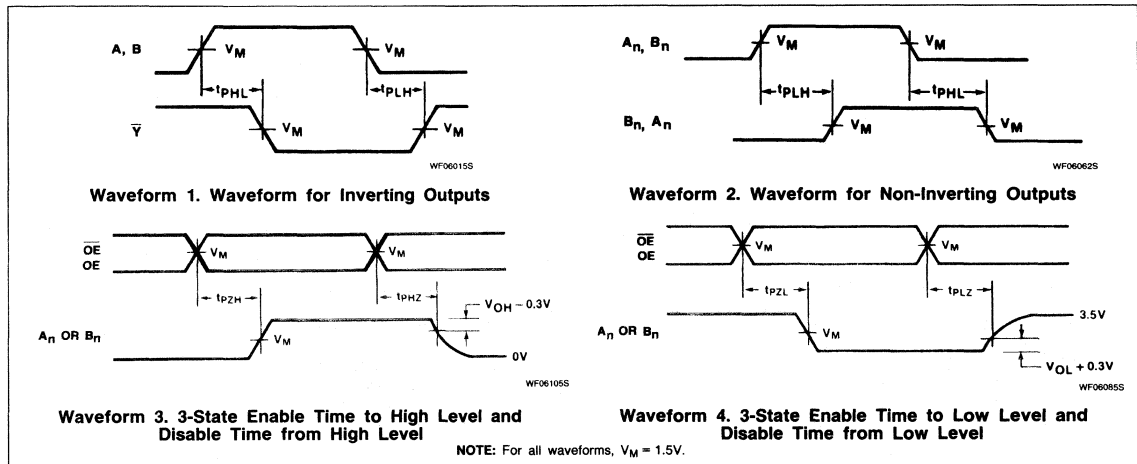 A, B
VM
VM
tPHL
tPLH
Y
VM
VM
WF06015S
Waveform 1. Waveform for Inverting Outputs
An, Bn
VM
VM
tPLH
tPHL
Bn, An
VM
VM
WF06062S
Waveform 2. Waveform for Non-Inverting Outputs
OE
OE
VM
VM
tPZH
tPHZ
VOH − 0.3V
An OR Bn
VM
0V
WF06105S
Waveform 3. 3-State Enable Time to High Level and
Disable Time from High Level
OE
OE
VM
VM
tPZL
tPLZ
3.5V
An OR Bn
VM
VOL + 0.3V
WF06085S
Waveform 4. 3-State Enable Time to Low Level and
Disable Time from Low Level
NOTE: For all waveforms, VM = 1.5V.